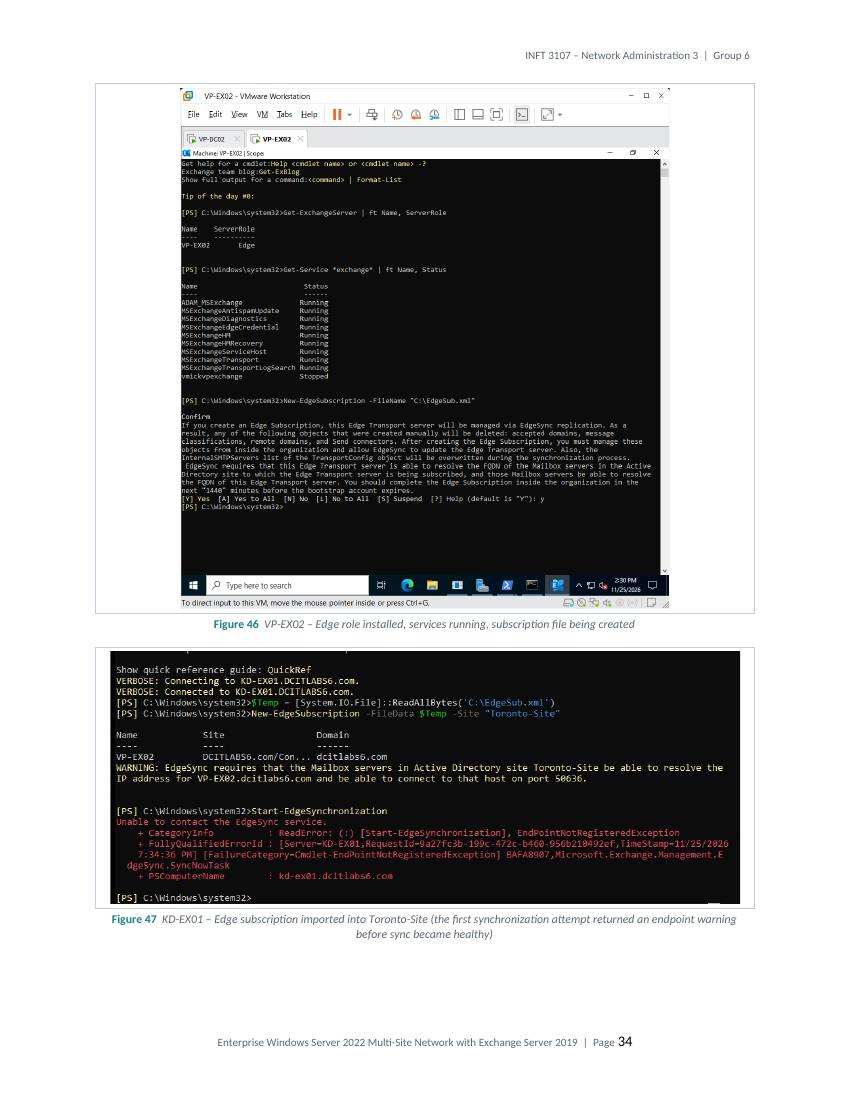 INFT 3107 – Network Administration 3 | Group 6
VP-EX02 - VMware Workstation
File Edit View VM Tabs Help
VP-DC02 VP-EX02
Machine: VP-EX02 | Scope:
Get help for a cmdlet:Help <cmdlet name> or <cmdlet name> -?
Exchange team blog:Get-ExBlog
Show full output for a command:<command> | Format-List
Tip of the day #0:
[PS] C:\Windows\system32>Get-ExchangeServer | ft Name, ServerRole
Name ServerRole
---- ----------
VP-EX02 Edge
[PS] C:\Windows\system32>Get-Service *exchange* | ft Name, Status
Name Status
---- ------
ADAM_MSExchange Running
MSExchangeAntispamUpdate Running
MSExchangeDiagnostics Running
MSExchangeEdgeCredential Running
MSExchangeHM Running
MSExchangeHMRecovery Running
MSExchangeServiceHost Running
MSExchangeTransport Running
MSExchangeTransportLogSearch Running
vmickvpexchange Stopped
[PS] C:\Windows\system32>New-EdgeSubscription -FileName "C:\EdgeSub.xml"
Confirm
If you create an Edge Subscription, this Edge Transport server will be managed via EdgeSync replication. As a
result, any of the following objects that were created manually will be deleted: accepted domains, message
classifications, remote domains, and Send connectors. After creating the Edge Subscription, you must manage these
objects from inside the organization and allow EdgeSync to update the Edge Transport server. Also, the
InternalSMTPServers list of the TransportConfig object will be overwritten during the synchronization process.
EdgeSync requires that this Edge Transport server is able to resolve the FQDN of the Mailbox servers in the Active
Directory site to which the Edge Transport server is being subscribed, and those Mailbox servers be able to resolve
the FQDN of this Edge Transport server. You should complete the Edge Subscription inside the organization in the
next "1440" minutes before the bootstrap account expires.
[Y] Yes [A] Yes to All [N] No [L] No to All [S] Suspend [?] Help (default is "Y"): y
[PS] C:\Windows\system32>
Type here to search
2:30 PM
11/25/2026
To direct input to this VM, move the mouse pointer inside or press Ctrl+G.
Figure 46 VP-EX02 – Edge role installed, services running, subscription file being created
Show quick reference guide: QuickRef
VERBOSE: Connecting to KD-EX01.DCITLABS6.com.
VERBOSE: Connected to KD-EX01.DCITLABS6.com.
[PS] C:\Windows\system32>$Temp = [System.IO.File]::ReadAllBytes('C:\EdgeSub.xml')
[PS] C:\Windows\system32>New-EdgeSubscription -FileData $Temp -Site "Toronto-Site"
Name Site Domain
---- ---- ------
VP-EX02 DCITLABS6.com/Con... dcitlabs6.com
WARNING: EdgeSync requires that the Mailbox servers in Active Directory site Toronto-Site be able to resolve the
IP address for VP-EX02.dcitlabs6.com and be able to connect to that host on port 50636.
[PS] C:\Windows\system32>Start-EdgeSynchronization
Unable to contact the EdgeSync service.
+ CategoryInfo : ReadError: (:) [Start-EdgeSynchronization], EndPointNotRegisteredException
+ FullyQualifiedErrorId : [Server=KD-EX01,RequestId=9a27fc3b-199c-472c-b460-956b210492ef,TimeStamp=11/25/2026
7:34:36 PM] [FailureCategory=Cmdlet-EndPointNotRegisteredException] BAFA8907,Microsoft.Exchange.Management.E
dgeSync.SyncNowTask
+ PSComputerName : kd-ex01.dcitlabs6.com
[PS] C:\Windows\system32>
Figure 47 KD-EX01 – Edge subscription imported into Toronto-Site (the first synchronization attempt returned an endpoint warning
before sync became healthy)
Enterprise Windows Server 2022 Multi-Site Network with Exchange Server 2019 | Page 34